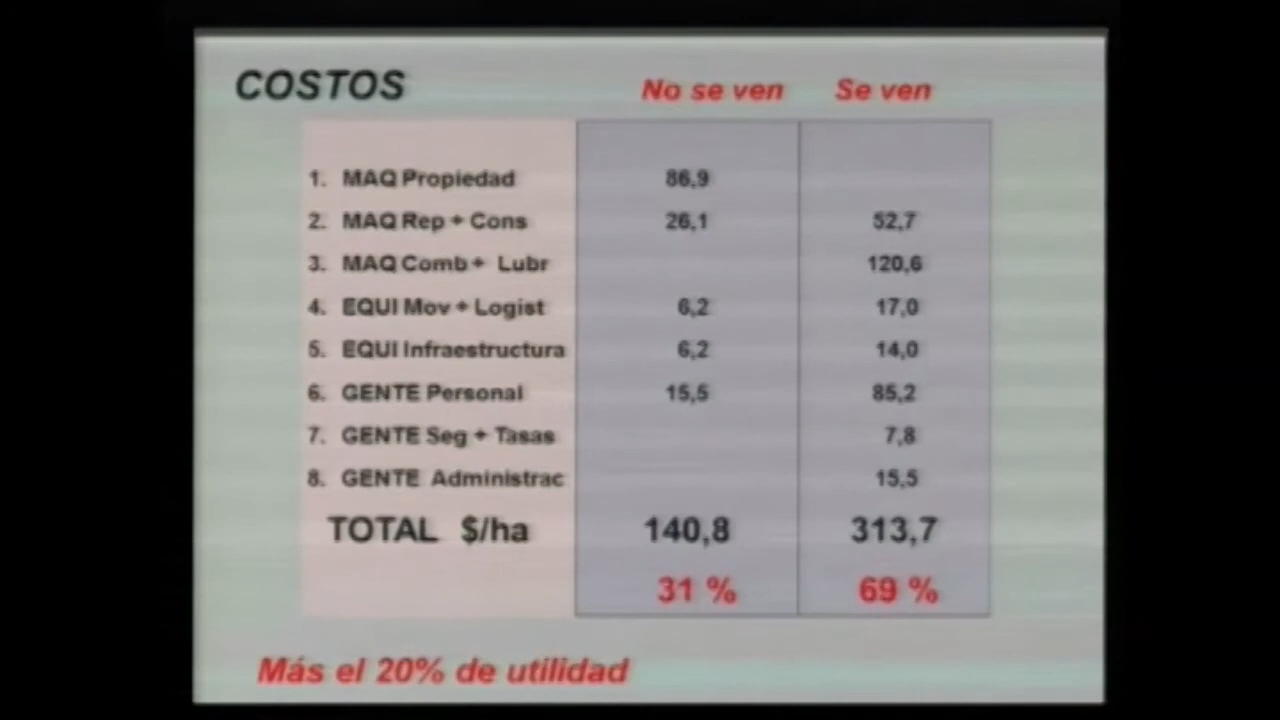 COSTOS No se ven Se ven
1. MAQ Propiedad 86,9
2. MAQ Rep + Cons 26,1 52,7
3. MAQ Comb + Lubr 120,6
4. EQUI Mov + Logist 6,2 17,0
5. EQUI Infraestructura 6,2 14,0
6. GENTE Personal 15,5 85,2
7. GENTE Seg + Tasas 7,8
8. GENTE Administrac 15,5
TOTAL $/ha 140,8 313,7
31 % 69 %
Más el 20% de utilidad